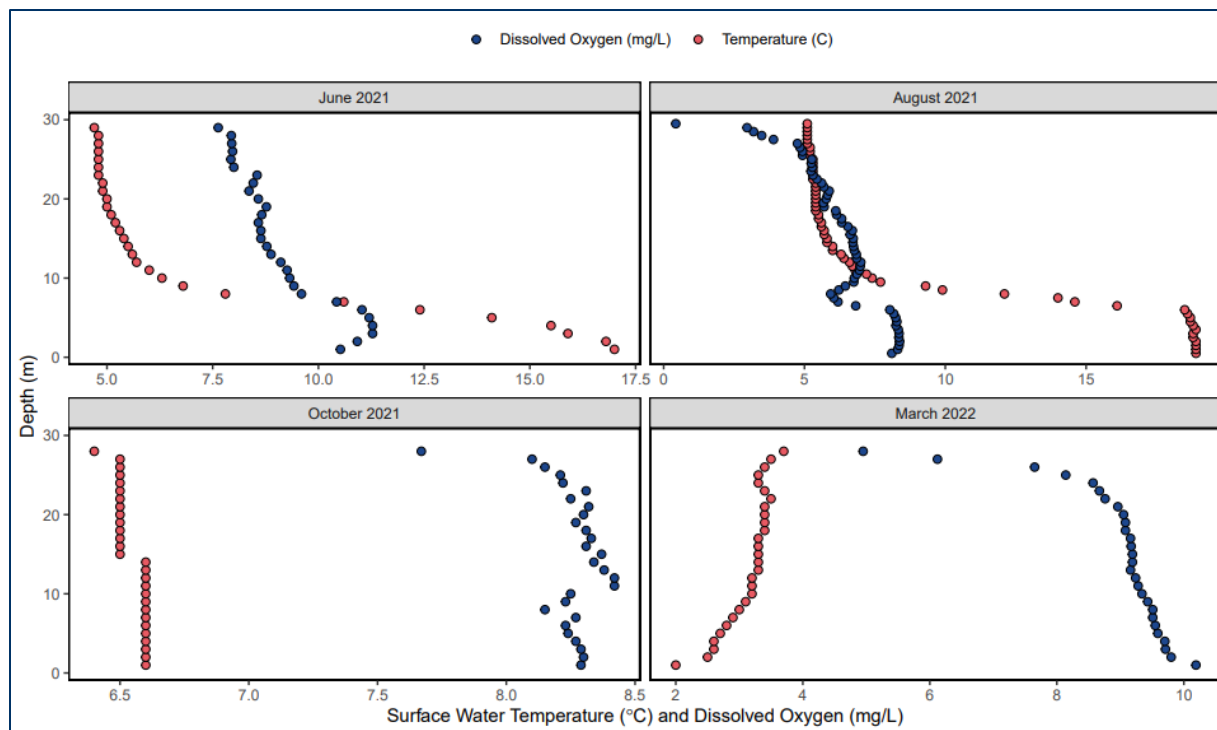 Dissolved Oxygen (mg/L) Temperature (C)
June 2021 August 2021
30
20
10
0
5.0 7.5 10.0 12.5 15.0 17.5 0 5 10 15
Depth (m)
October 2021 March 2022
30
20
10
0
6.5 7.0 7.5 8.0 8.5 2 4 6 8 10
Surface Water Temperature (°C) and Dissolved Oxygen (mg/L)